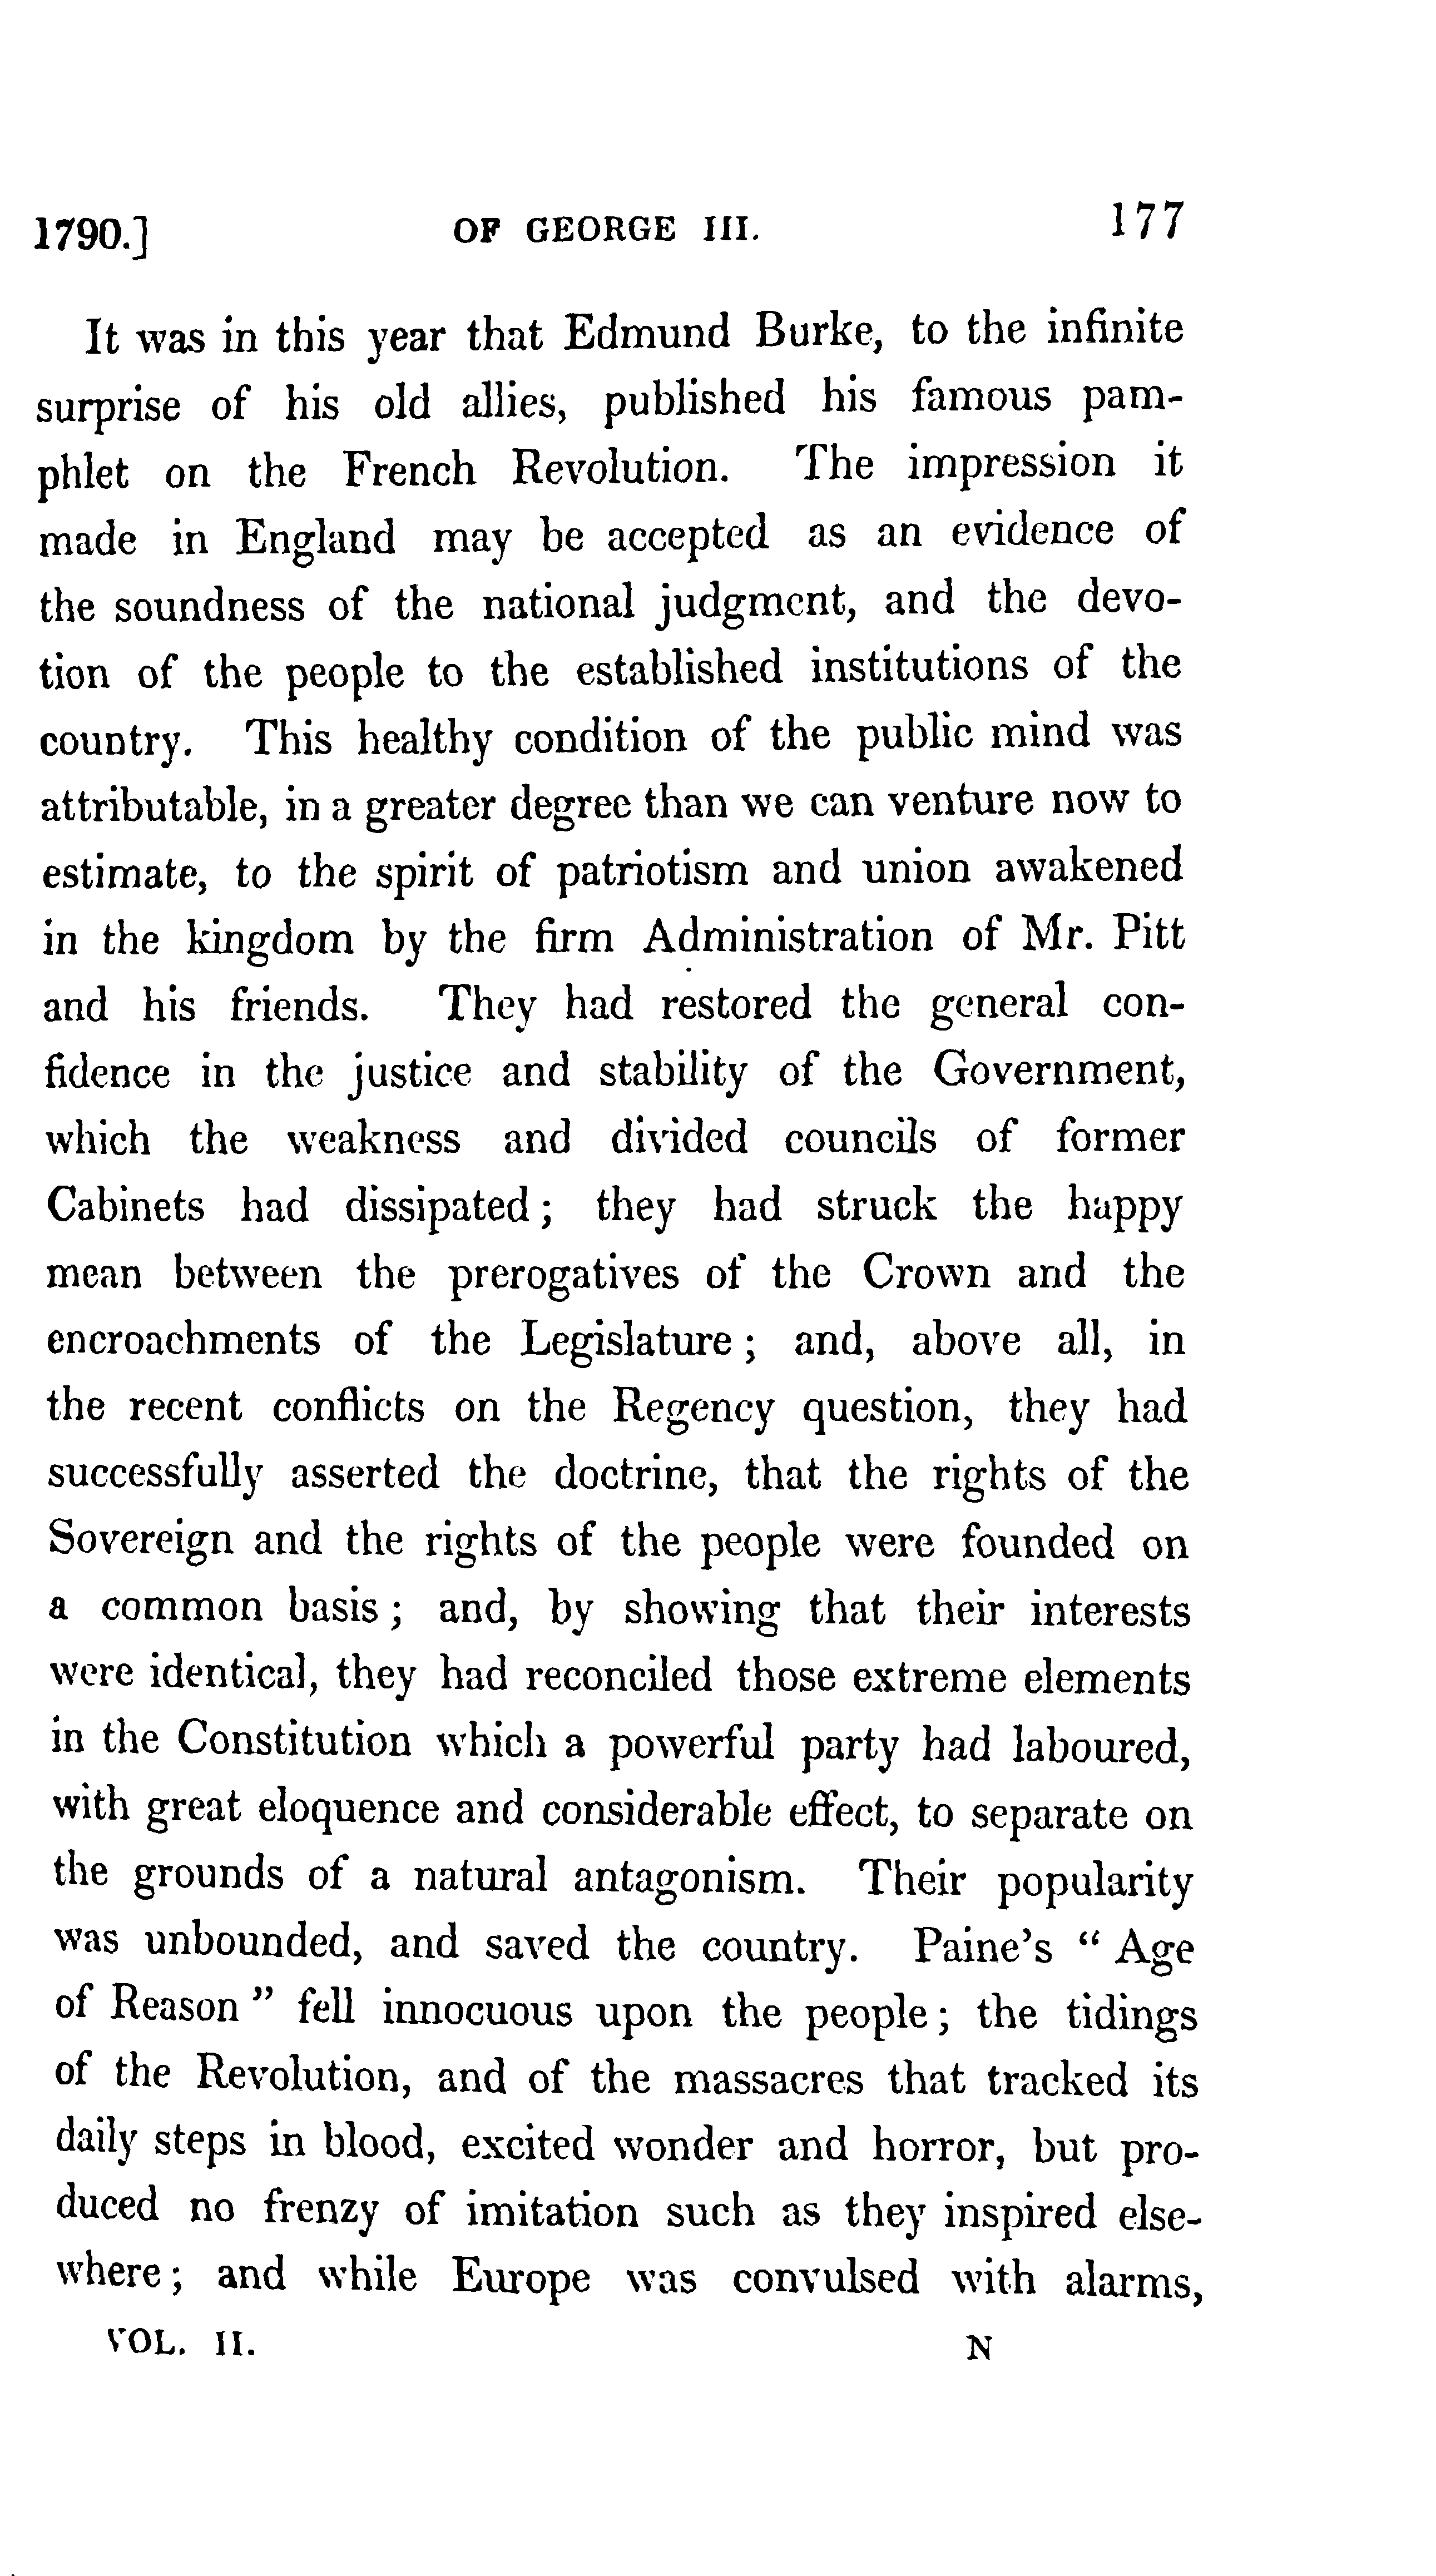 1790.] OF GEORGE III. 177
It was in this year that Edmund Burke, to the infinite
surprise of his old allies, published his famous pam-
phlet on the French Revolution. The impression it
made in England may be accepted as an evidence of
the soundness of the national judgment, and the devo-
tion of the people to the established institutions of the
country. This healthy condition of the public mind was
attributable, in a greater degree than we can venture now to
estimate, to the spirit of patriotism and union awakened
in the kingdom by the firm Administration of Mr. Pitt
and his friends. They had restored the general con-
fidence in the justice and stability of the Government,
which the weakness and divided councils of former
Cabinets had dissipated; they had struck the happy
mean between the prerogatives of the Crown and the
encroachments of the Legislature; and, above all, in
the recent conflicts on the Regency question, they had
successfully asserted the doctrine, that the rights of the
Sovereign and the rights of the people were founded on
a common basis; and, by showing that their interests
were identical, they had reconciled those extreme elements
in the Constitution which a powerful party had laboured,
with great eloquence and considerable effect, to separate on
the grounds of a natural antagonism. Their popularity
was unbounded, and saved the country. Paine's "Age
of Reason" fell innocuous upon the people; the tidings
of the Revolution, and of the massacres that tracked its
daily steps in blood, excited wonder and horror, but pro-
duced no frenzy of imitation such as they inspired else-
where; and while Europe was convulsed with alarms,
VOL. II. N